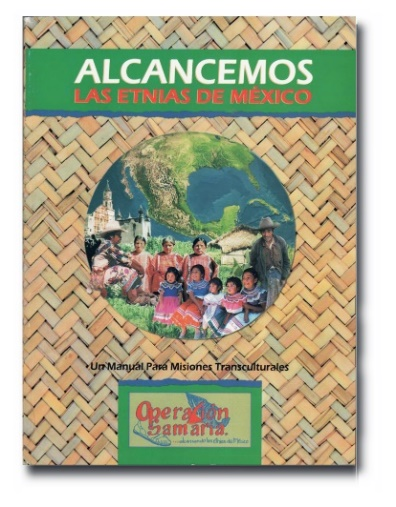 ALCANCEMOS
LAS ETNIAS DE MÉXICO
•Un Manual Para Misiones Transculturales
Operación
Samaria.